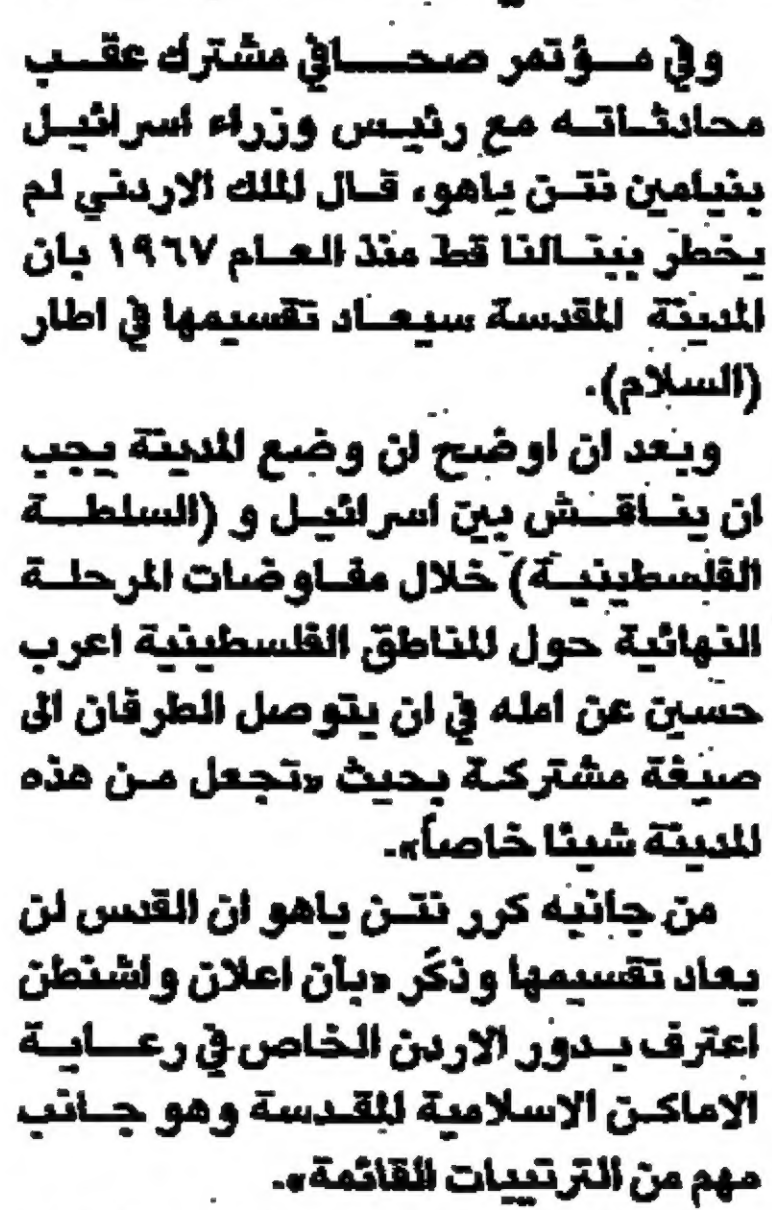 وفي مؤتمر صحافي مشترك عقب
محادثاته مع رئيس وزراء اسرائيل
بنيامين نتن ياهو، قال الملك الاردني لم
يخطر ببالنا قط منذ العام ١٩٦٧ بان
المدينة المقدسة سيعاد تقسيمها في اطار
(السلام).
وبعد ان اوضح ان وضع المدينة يجب
ان يناقش بين اسرائيل و (السلطة
الفلسطينية) خلال مفاوضات المرحلة
النهائية حول المناطق الفلسطينية اعرب
حسين عن امله في ان يتوصل الطرفان الى
صيغة مشتركة بحيث «تجعل من هذه
المدينة شيئا خاصاً».
من جانبه كرر نتن ياهو ان القدس لن
يعاد تقسيمها وذكّر «بأن اعلان واشنطن
اعترف بدور الاردن الخاص في رعاية
الاماكن الاسلامية المقدسة وهو جانب
مهم من الترتيبات القائمة».